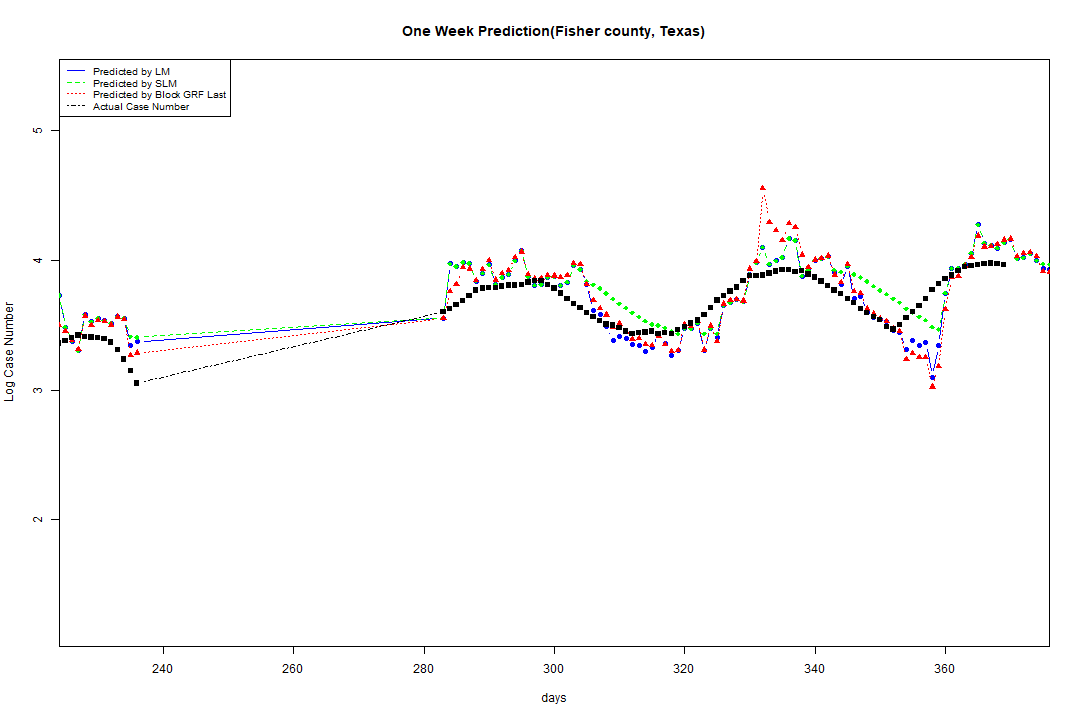 One Week Prediction(Fisher county, Texas)
Predicted by LM
Predicted by SLM
Predicted by Block GRF Last
Actual Case Number
5
4
3
2
Log Case Number
240 260 280 300 320 340 360
days